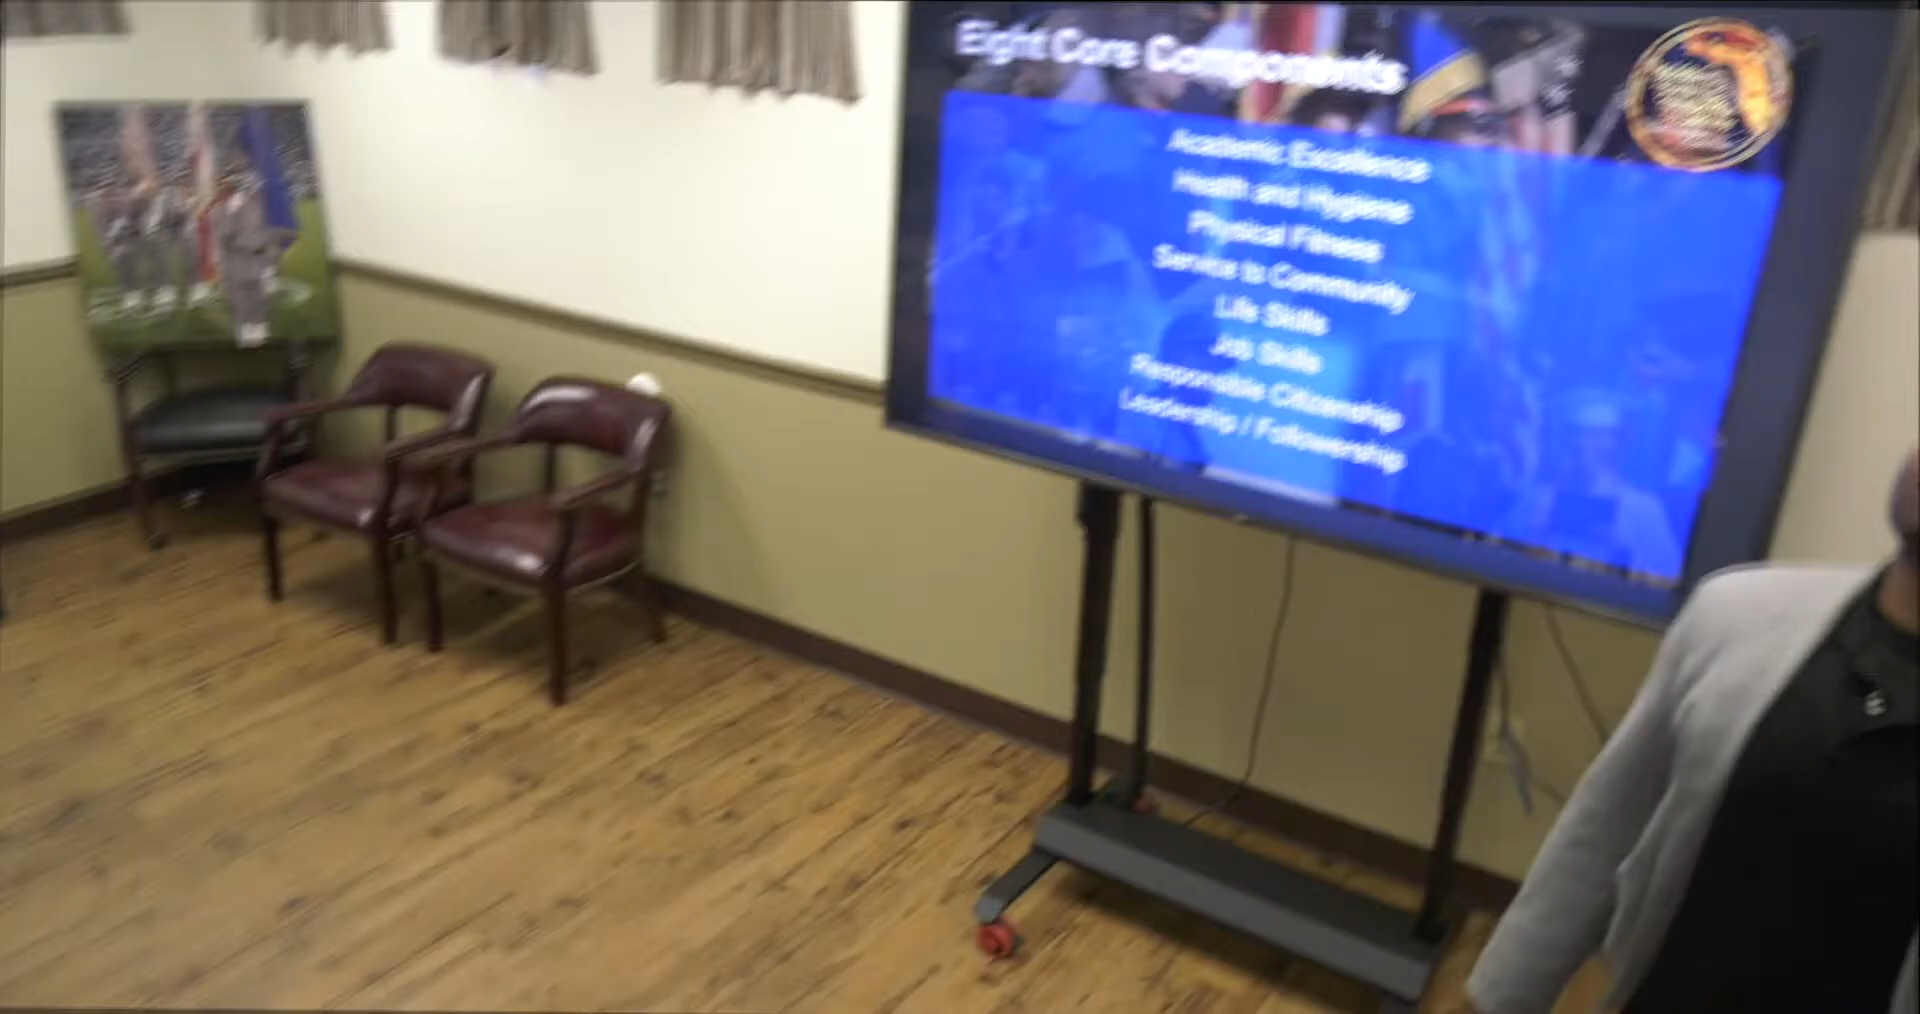 Eight Core Components
Academic Excellence
Health and Hygiene
Physical Fitness
Service to Community
Life Skills
Job Skills
Responsible Citizenship
Leadership / Followership